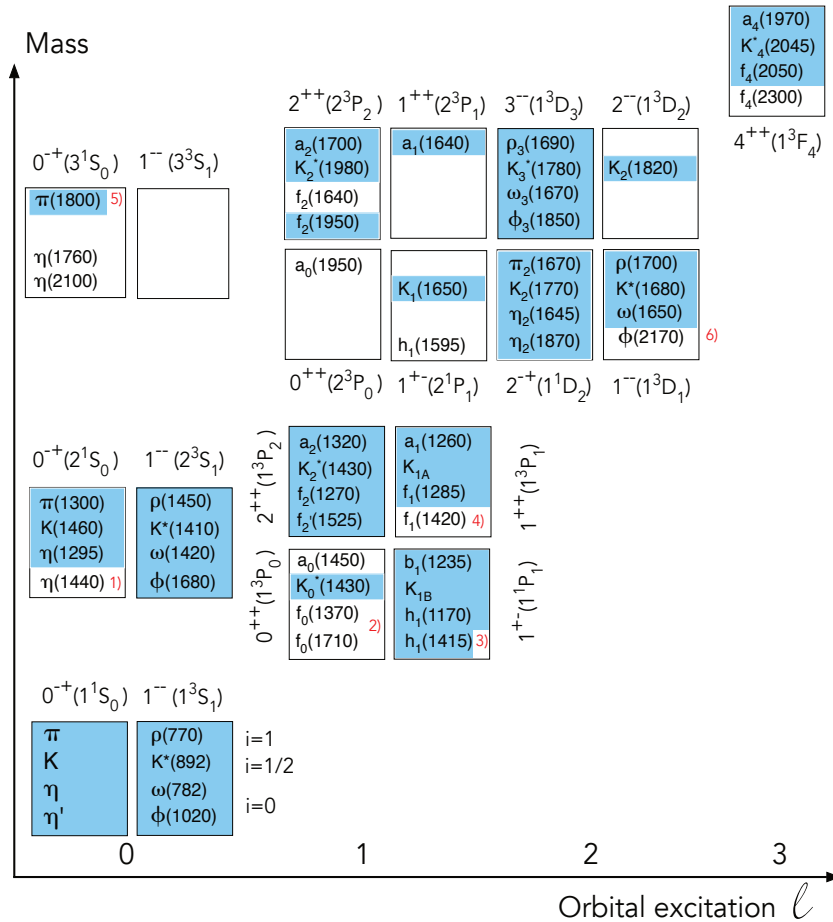 Mass
a₄(1970)
K*₄(2045)
f₄(2050)
f₄(2300)
4⁺⁺(1³F₄)
2⁺⁺(2³P₂) 1⁺⁺(2³P₁) 3⁻⁻(1³D₃) 2⁻⁻(1³D₂)
a₂(1700)
K₂*(1980)
f₂(1640)
f₂(1950)
a₁(1640)
ρ₃(1690)
K₃*(1780)
ω₃(1670)
ϕ₃(1850)
K₂(1820)
0⁻⁺(3¹S₀) 1⁻⁻(3³S₁)
π(1800) 5)
η(1760)
η(2100)
a₀(1950)
K₁(1650)
h₁(1595)
π₂(1670)
K₂(1770)
η₂(1645)
η₂(1870)
ρ(1700)
K*(1680)
ω(1650)
ϕ(2170) 6)
0⁺⁺(2³P₀) 1⁺⁻(2¹P₁) 2⁻⁺(1¹D₂) 1⁻⁻(1³D₁)
0⁻⁺(2¹S₀) 1⁻⁻(2³S₁)
π(1300)
K(1460)
η(1295)
η(1440) 1)
ρ(1450)
K*(1410)
ω(1420)
ϕ(1680)
2⁺⁺(1³P₂)
a₂(1320)
K₂*(1430)
f₂(1270)
f₂'(1525)
a₁(1260)
K₁A
f₁(1285)
f₁(1420) 4)
1⁺⁺(1³P₁)
0⁺⁺(1³P₀)
a₀(1450)
K₀*(1430)
f₀(1370)
2)
f₀(1710)
b₁(1235)
K₁B
h₁(1170)
h₁(1415) 3)
1⁺⁻(1¹P₁)
0⁻⁺(1¹S₀) 1⁻⁻(1³S₁)
π
K
η
η'
ρ(770)
K*(892)
ω(782)
ϕ(1020)
i=1
i=1/2
i=0
0 1 2 3
Orbital excitation ℓ